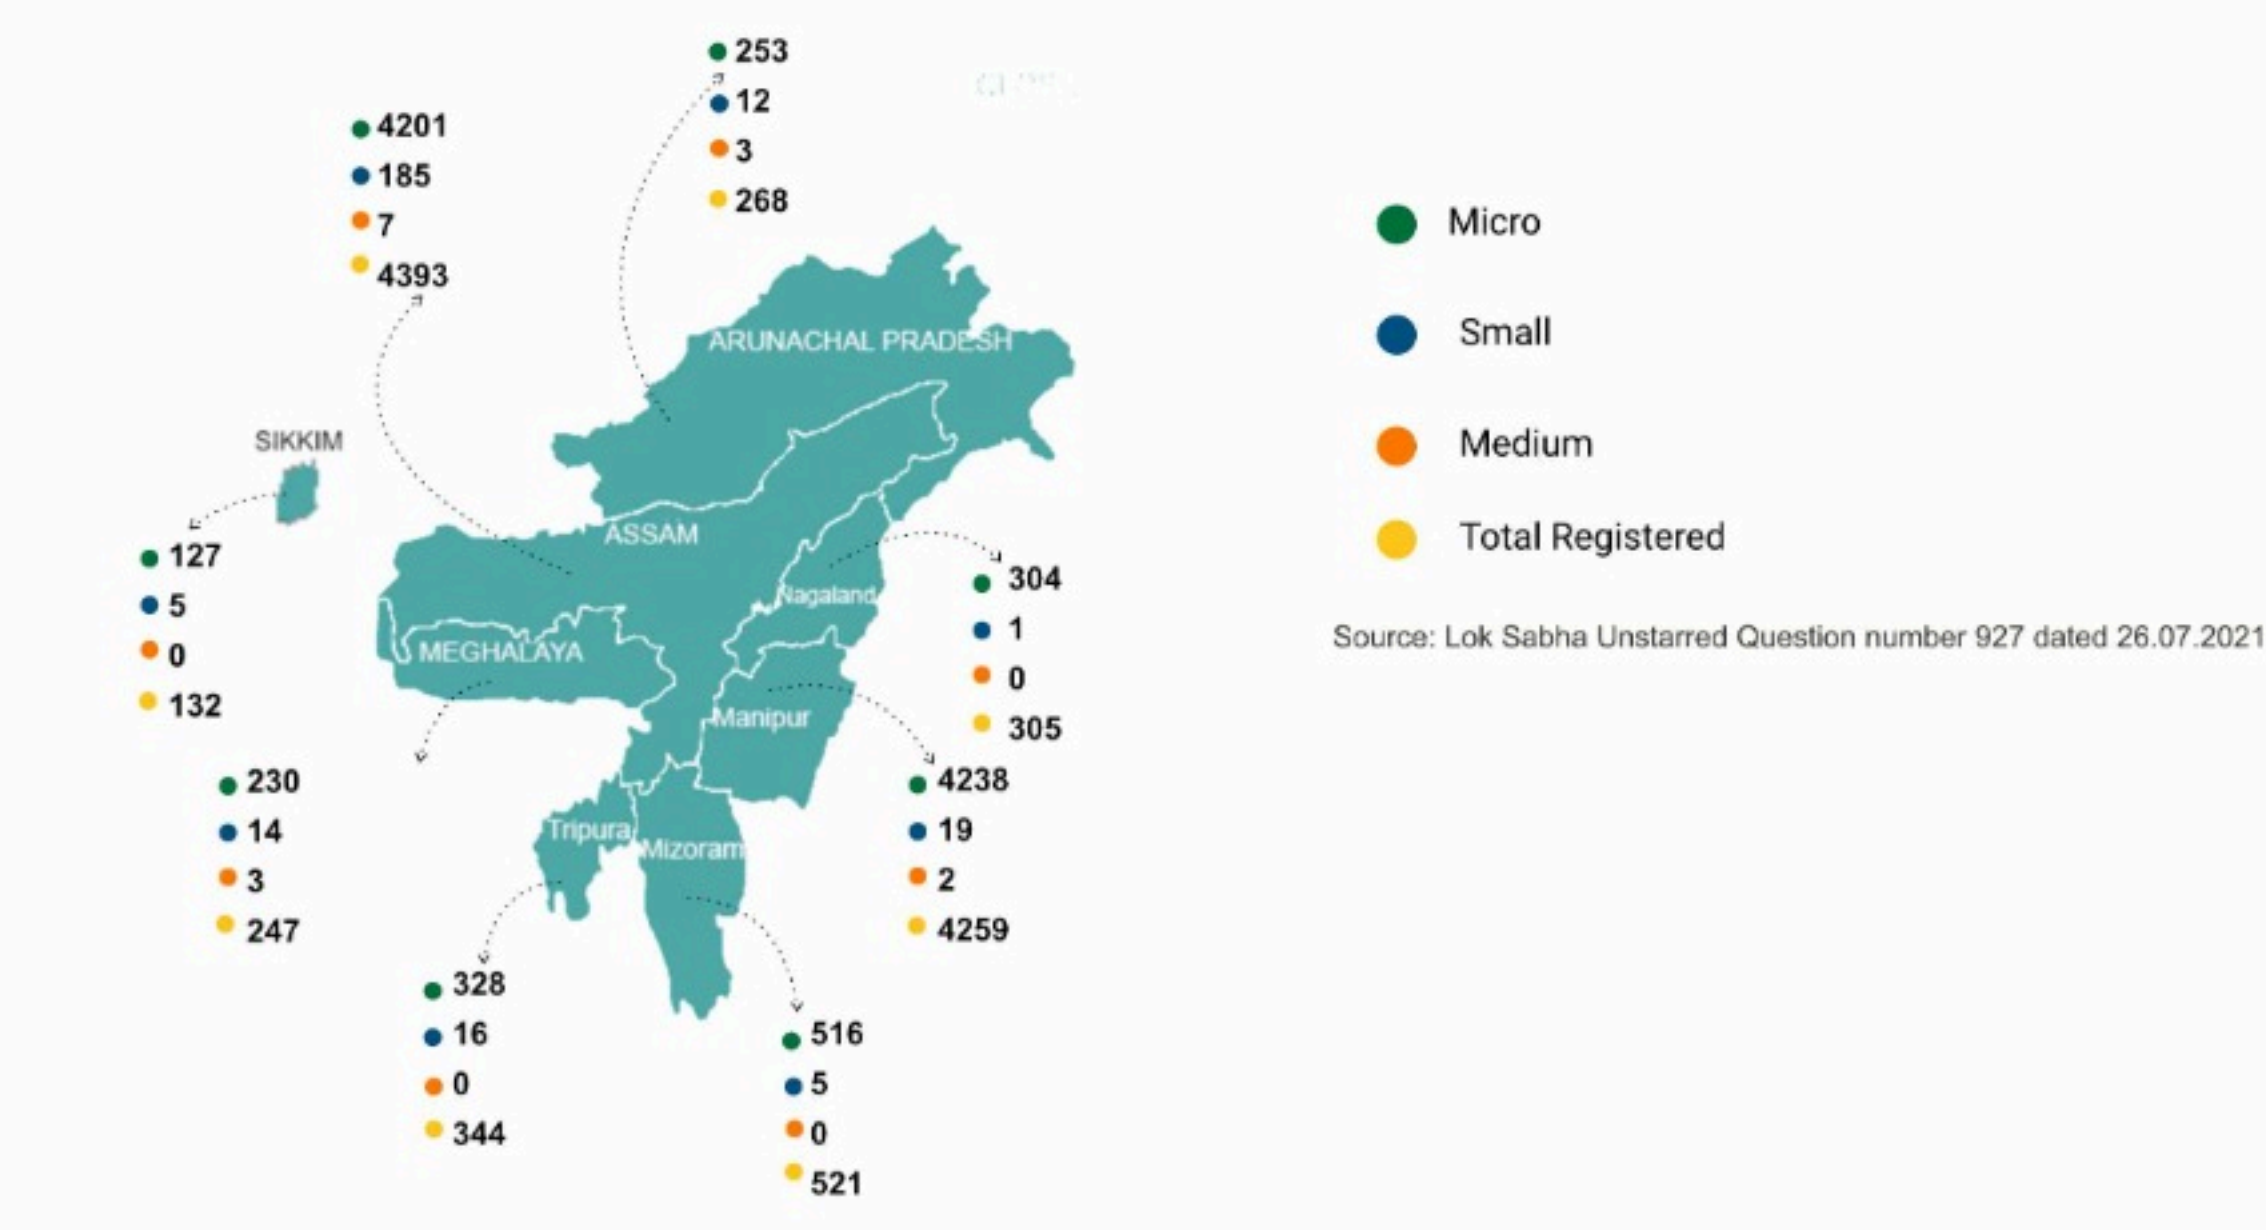 253
12
3
268
4201
185
7
4393
ARUNACHAL PRADESH
SIKKIM
127
5
0
132
ASSAM
Nagaland
304
1
0
305
MEGHALAYA
230
14
3
247
Manipur
4238
19
2
4259
Tripura
328
16
0
344
Mizoram
516
5
0
521
Micro
Small
Medium
Total Registered
Source: Lok Sabha Unstarred Question number 927 dated 26.07.2021